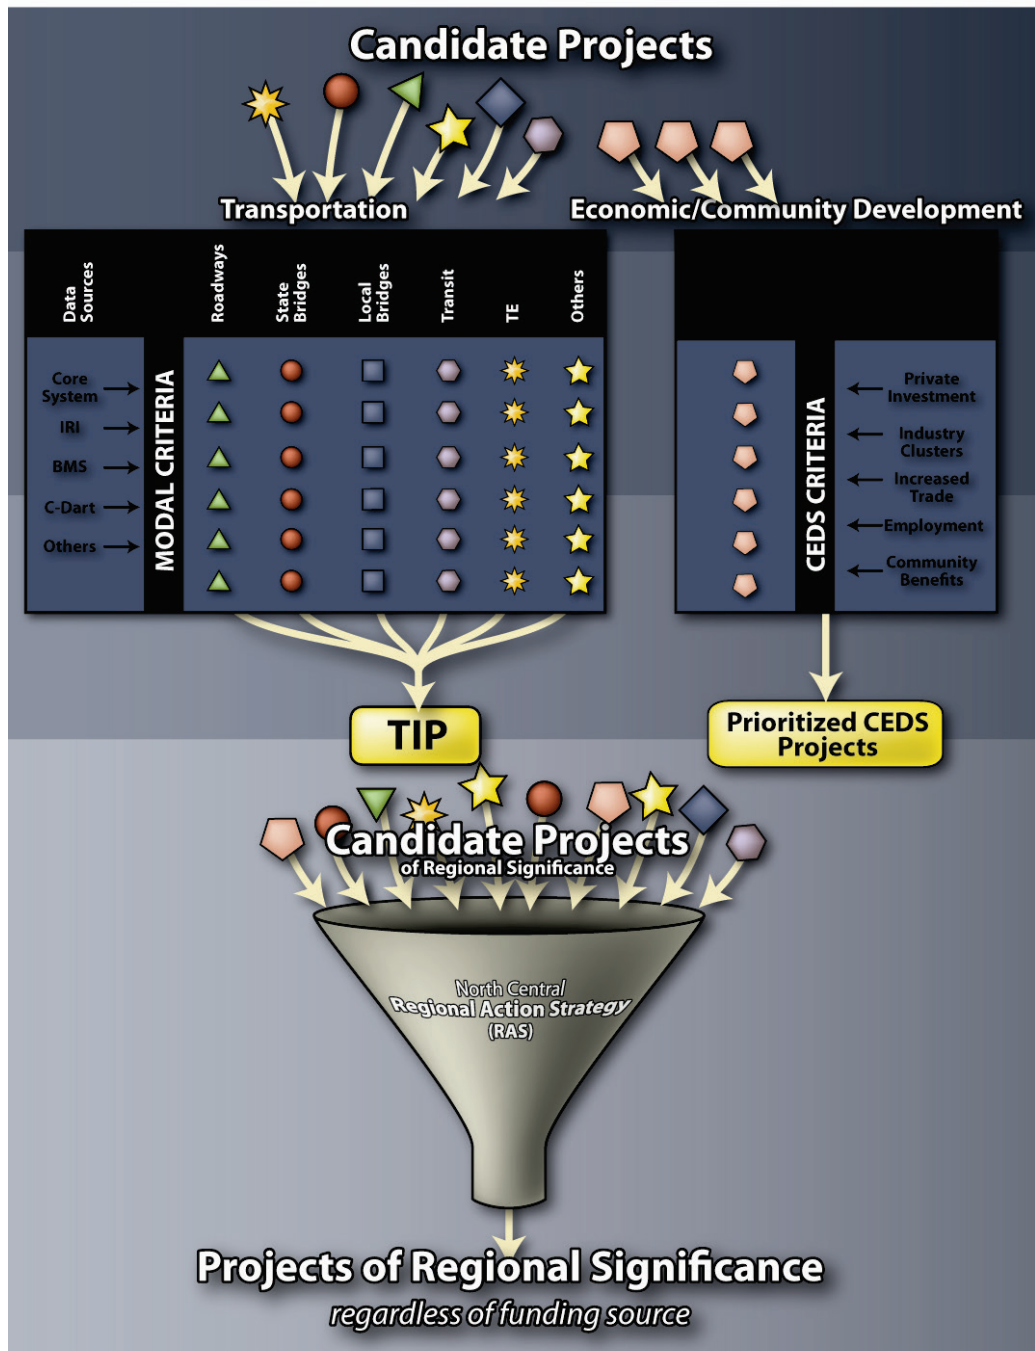 Candidate Projects
Transportation
Economic/Community Development
Data
Sources
Roadways
State
Bridges
Local
Bridges
Transit
TE
Others
Core
System
IRI
BMS
C-Dart
Others
MODAL CRITERIA
CEDS CRITERIA
Private
Investment
Industry
Clusters
Increased
Trade
Employment
Community
Benefits
TIP
Prioritized CEDS
Projects
Candidate Projects
of Regional Significance
North Central
Regional Action Strategy
(RAS)
Projects of Regional Significance
regardless of funding source